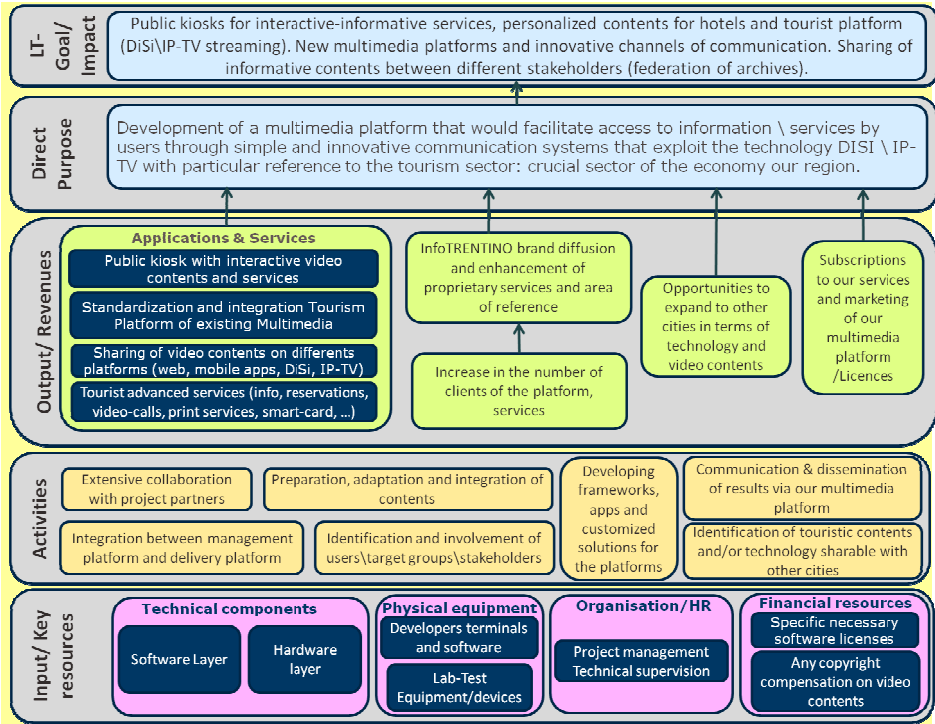 LT-
Goal/
Impact
Public kiosks for interactive-informative services, personalized contents for hotels and tourist platform
(DiSi\IP-TV streaming). New multimedia platforms and innovative channels of communication. Sharing of
informative contents between different stakeholders (federation of archives).
Direct
Purpose
Development of a multimedia platform that would facilitate access to information \ services by
users through simple and innovative communication systems that exploit the technology DISI \ IP-
TV with particular reference to the tourism sector: crucial sector of the economy our region.
Output/ Revenues
Applications & Services
Public kiosk with interactive video
contents and services
Standardization and integration Tourism
Platform of existing Multimedia
Sharing of video contents on differents
platforms (web, mobile apps, DiSi, IP-TV)
Tourist advanced services (info, reservations,
video-calls, print services, smart-card, ...)
InfoTRENTINO brand diffusion
and enhancement of
proprietary services and area
of reference
Increase in the number of
clients of the platform,
services
Opportunities to
expand to other
cities in terms of
technology and
video contents
Subscriptions
to our services
and marketing
of our
multimedia
platform
/Licences
Activities
Extensive collaboration
with project partners
Preparation, adaptation and integration of
contents
Developing
frameworks,
apps and
customized
solutions for
the platforms
Communication & dissemination
of results via our multimedia
platform
Integration between management
platform and delivery platform
Identification and involvement of
users\target groups\stakeholders
Identification of touristic contents
and/or technology sharable with
other cities
Input/ Key
resources
Technical components
Software Layer
Hardware
layer
Physical equipment
Developers terminals
and software
Lab-Test
Equipment/devices
Organisation/HR
Project management
Technical supervision
Financial resources
Specific necessary
software licenses
Any copyright
compensation on video
contents